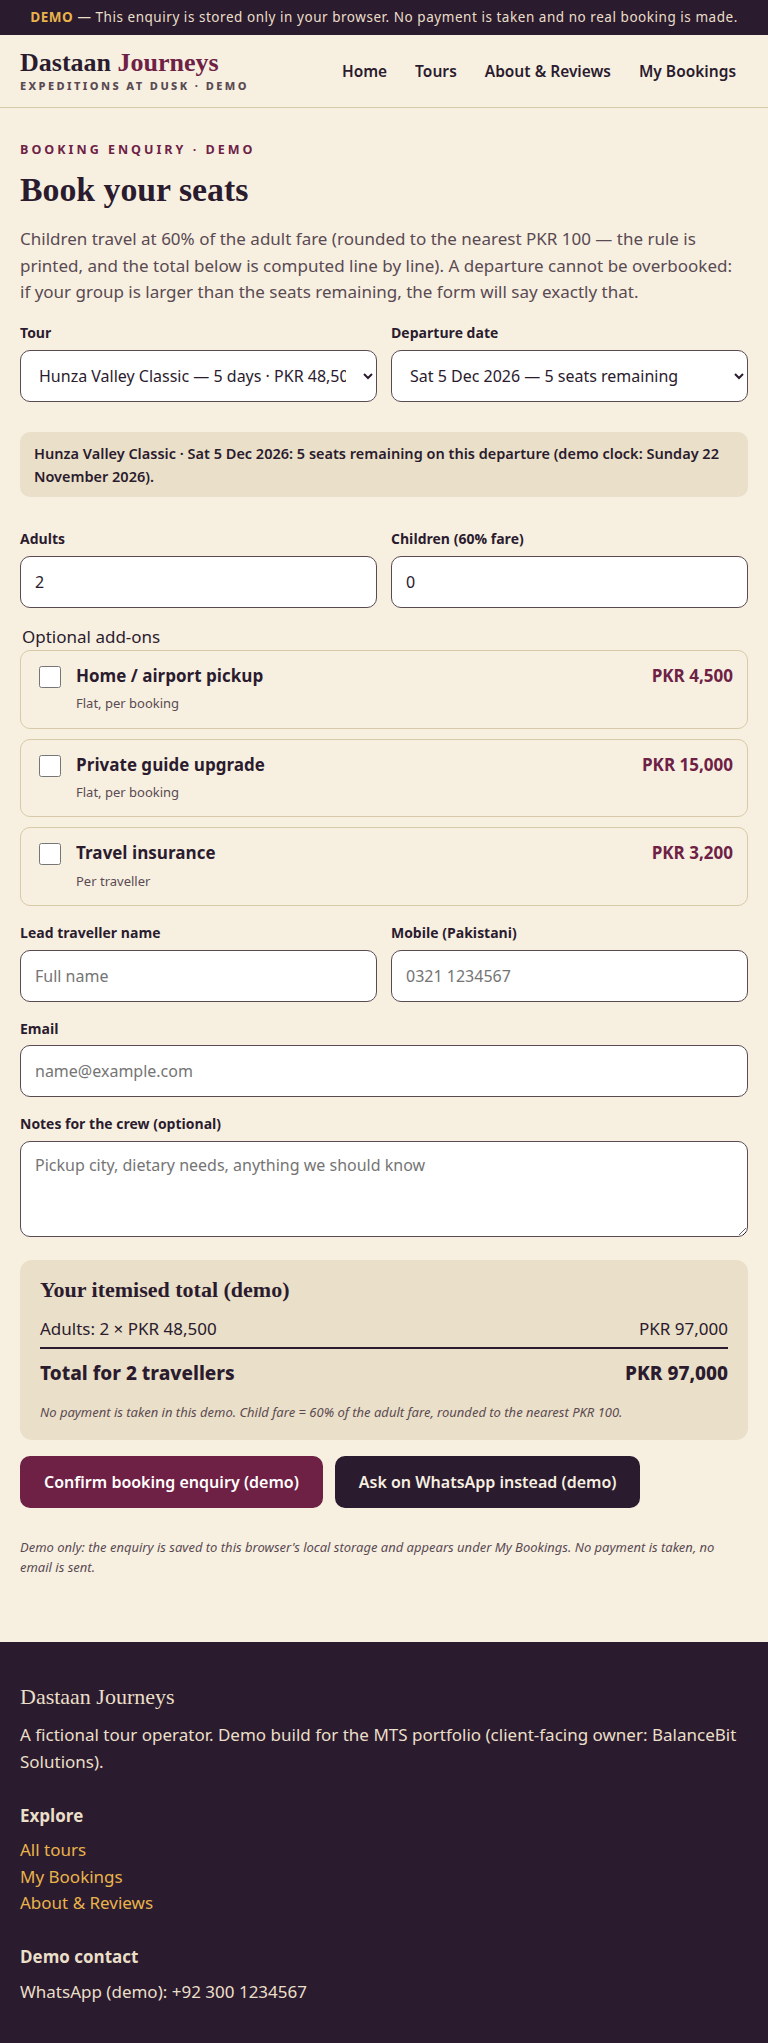 DEMO — This enquiry is stored only in your browser. No payment is taken and no real booking is made.
Dastaan Journeys
EXPEDITIONS AT DUSK · DEMO
Home Tours About & Reviews My Bookings
BOOKING ENQUIRY · DEMO
Book your seats
Children travel at 60% of the adult fare (rounded to the nearest PKR 100 — the rule is
printed, and the total below is computed line by line). A departure cannot be overbooked:
if your group is larger than the seats remaining, the form will say exactly that.
Tour Departure date
Hunza Valley Classic — 5 days · PKR 48,50 Sat 5 Dec 2026 — 5 seats remaining
Hunza Valley Classic · Sat 5 Dec 2026: 5 seats remaining on this departure (demo clock: Sunday 22
November 2026).
Adults Children (60% fare)
2 0
Optional add-ons
Home / airport pickup PKR 4,500
Flat, per booking
Private guide upgrade PKR 15,000
Flat, per booking
Travel insurance PKR 3,200
Per traveller
Lead traveller name Mobile (Pakistani)
Full name 0321 1234567
Email
name@example.com
Notes for the crew (optional)
Pickup city, dietary needs, anything we should know
Your itemised total (demo)
Adults: 2 × PKR 48,500 PKR 97,000
Total for 2 travellers PKR 97,000
No payment is taken in this demo. Child fare = 60% of the adult fare, rounded to the nearest PKR 100.
Confirm booking enquiry (demo) Ask on WhatsApp instead (demo)
Demo only: the enquiry is saved to this browser's local storage and appears under My Bookings. No payment is taken, no
email is sent.
Dastaan Journeys
A fictional tour operator. Demo build for the MTS portfolio (client-facing owner: BalanceBit
Solutions).
Explore
All tours
My Bookings
About & Reviews
Demo contact
WhatsApp (demo): +92 300 1234567